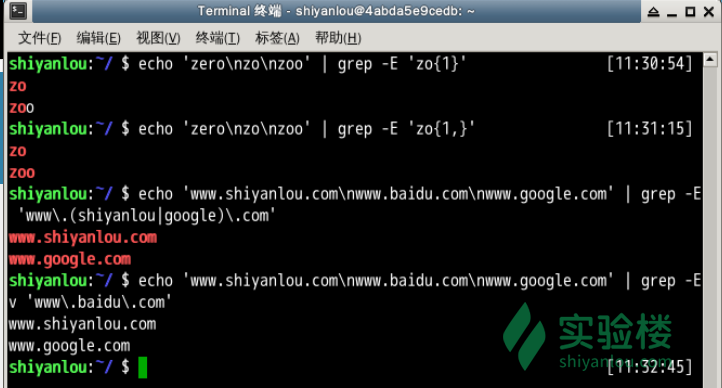 Terminal 终端 - shiyanlou@4abda5e9cedb: ~
文件(F) 编辑(E) 视图(V) 终端(T) 标签(A) 帮助(H)
shiyanlou:~/ $ echo 'zero\nzo\nzoo' | grep -E 'zo{1}' [11:30:54]
zo
zoo
shiyanlou:~/ $ echo 'zero\nzo\nzoo' | grep -E 'zo{1,}' [11:31:15]
zo
zoo
shiyanlou:~/ $ echo 'www.shiyanlou.com\nwww.baidu.com\nwww.google.com' | grep -E
'www\.(shiyanlou|google)\.com'
www.shiyanlou.com
www.google.com
shiyanlou:~/ $ echo 'www.shiyanlou.com\nwww.baidu.com\nwww.google.com' | grep -E
v 'www\.baidu\.com'
www.shiyanlou.com
www.google.com
shiyanlou:~/ $ [11:32:45]
实验楼
shiyanlou.com